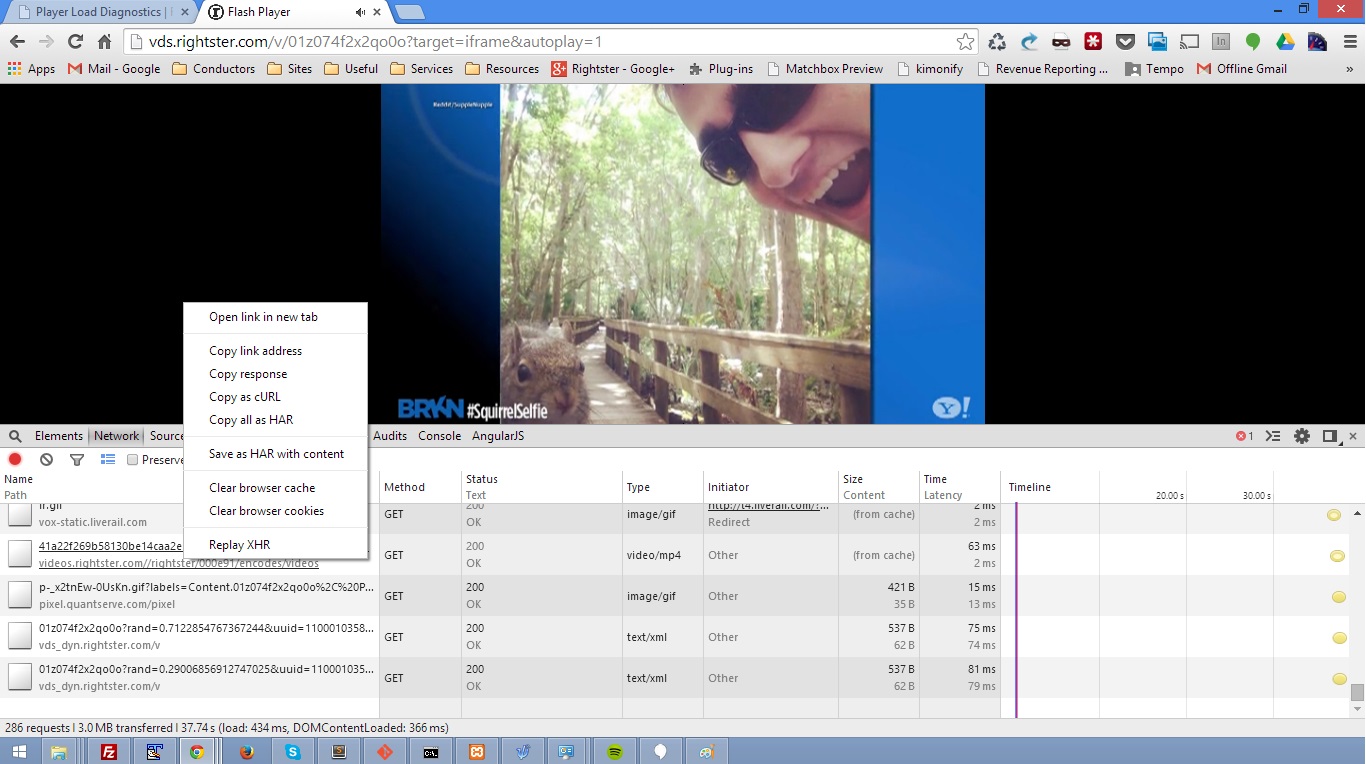 Player Load Diagnostics |
Flash Player
vds.rightster.com/v/01z074f2x2qo0o?target=iframe&autoplay=1
Apps Mail - Google Conductors Sites Useful Services Resources Rightster - Google+ Plug-ins Matchbox Preview kimonify Revenue Reporting ... Tempo Offline Gmail »
Reddit/SuppleNupple
BRKN #SquirrelSelfie
Y!
Open link in new tab
Copy link address
Copy response
Copy as cURL
Copy all as HAR
Save as HAR with content
Clear browser cache
Clear browser cookies
Replay XHR
Elements Network Source Audits Console AngularJS 1
Preserve
Name Method Status Type Initiator Size Time Timeline
Path Text Content Latency 20.00 s 30.00 s
tr.gif GET 200 image/gif http://t4.liverail.com/?... (from cache) 2 ms
vox-static.liverail.com OK Redirect 2 ms
41a22f269b58130be14caa2e GET 200 video/mp4 Other (from cache) 63 ms
videos.rightster.com//rightster/000e91/encodes/videos OK 2 ms
p-_x2tnEw-0UsKn.gif?labels=Content.01z074f2x2qo0o%2C%20P... GET 200 image/gif Other 421 B 15 ms
pixel.quantserve.com/pixel OK 35 B 13 ms
01z074f2x2qo0o?rand=0.7122854767367244&uuid=1100010358... GET 200 text/xml Other 537 B 75 ms
vds_dyn.rightster.com/v OK 62 B 74 ms
01z074f2x2qo0o?rand=0.29006856912747025&uuid=110001035... GET 200 text/xml Other 537 B 81 ms
vds_dyn.rightster.com/v OK 62 B 79 ms
286 requests | 3.0 MB transferred | 37.74 s (load: 434 ms, DOMContentLoaded: 366 ms)